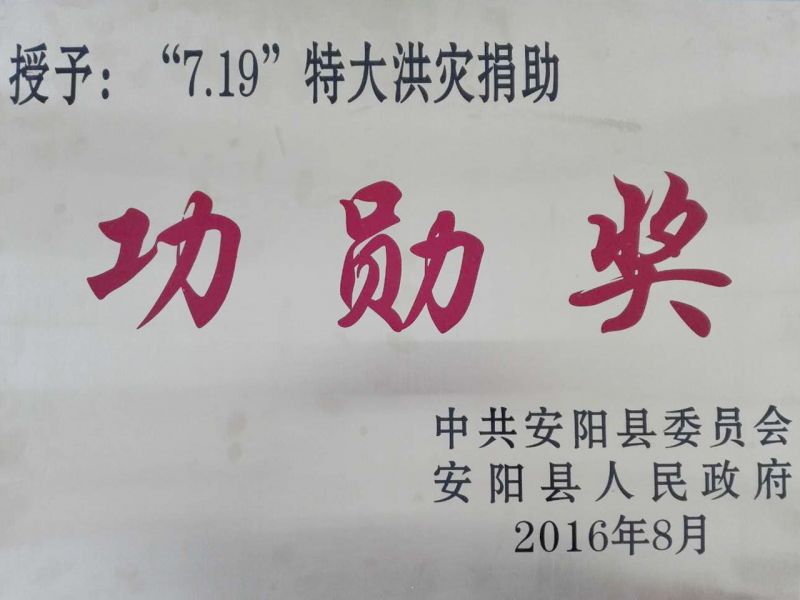 授予：“7.19”特大洪灾捐助
功勋奖
中共安阳县委员会
安阳县人民政府
2016年8月